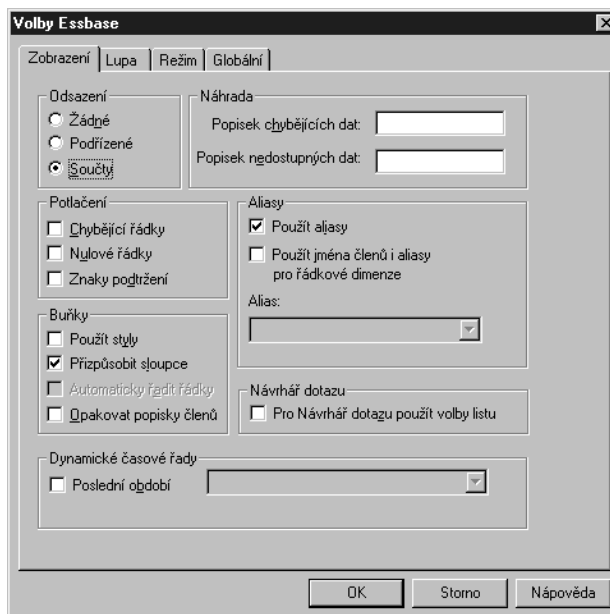 Volby Essbase
Zobrazení Lupa Režim Globální
Odsazení
Žádné
Podřízené
Součty
Náhrada
Popisek chybějících dat:
Popisek nedostupných dat:
Potlačení
Chybějící řádky
Nulové řádky
Znaky podtržení
Aliasy
Použít aliasy
Použít jména členů i aliasy
pro řádkové dimenze
Alias:
Buňky
Použít styly
Přizpůsobit sloupce
Automaticky řadit řádky
Opakovat popisky členů
Návrhář dotazu
Pro Návrhář dotazu použít volby listu
Dynamické časové řady
Poslední období
OK Storno Nápověda